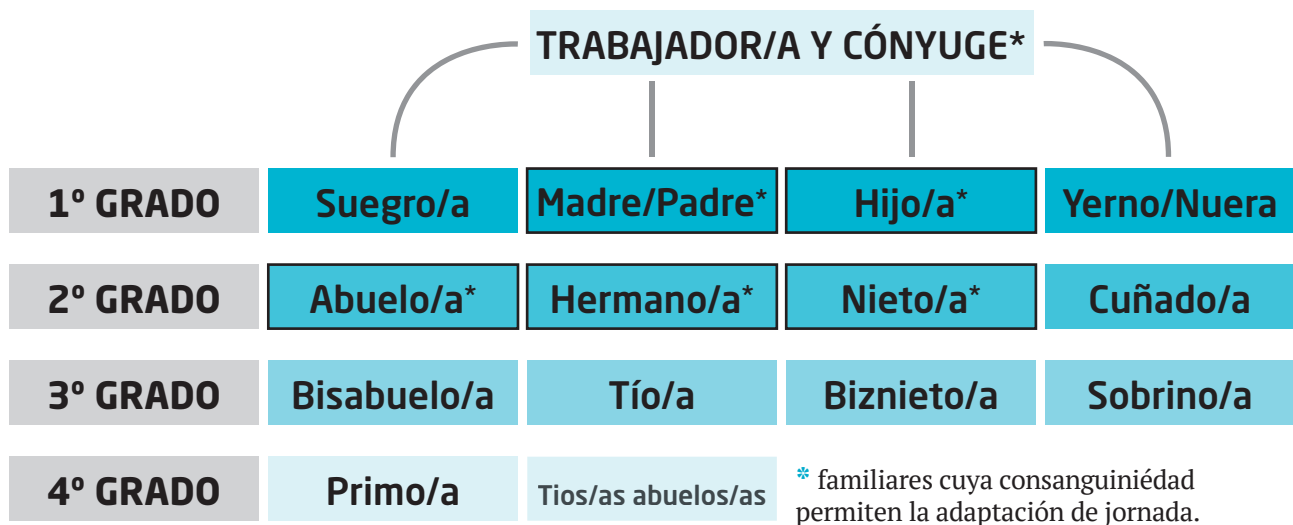 TRABAJADOR/A Y CÓNYUGE*
1º GRADO Suegro/a Madre/Padre* Hijo/a* Yerno/Nuera
2º GRADO Abuelo/a* Hermano/a* Nieto/a* Cuñado/a
3º GRADO Bisabuelo/a Tío/a Biznieto/a Sobrino/a
4º GRADO Primo/a Tios/as abuelos/as
* familiares cuya consanguiniédad
permiten la adaptación de jornada.